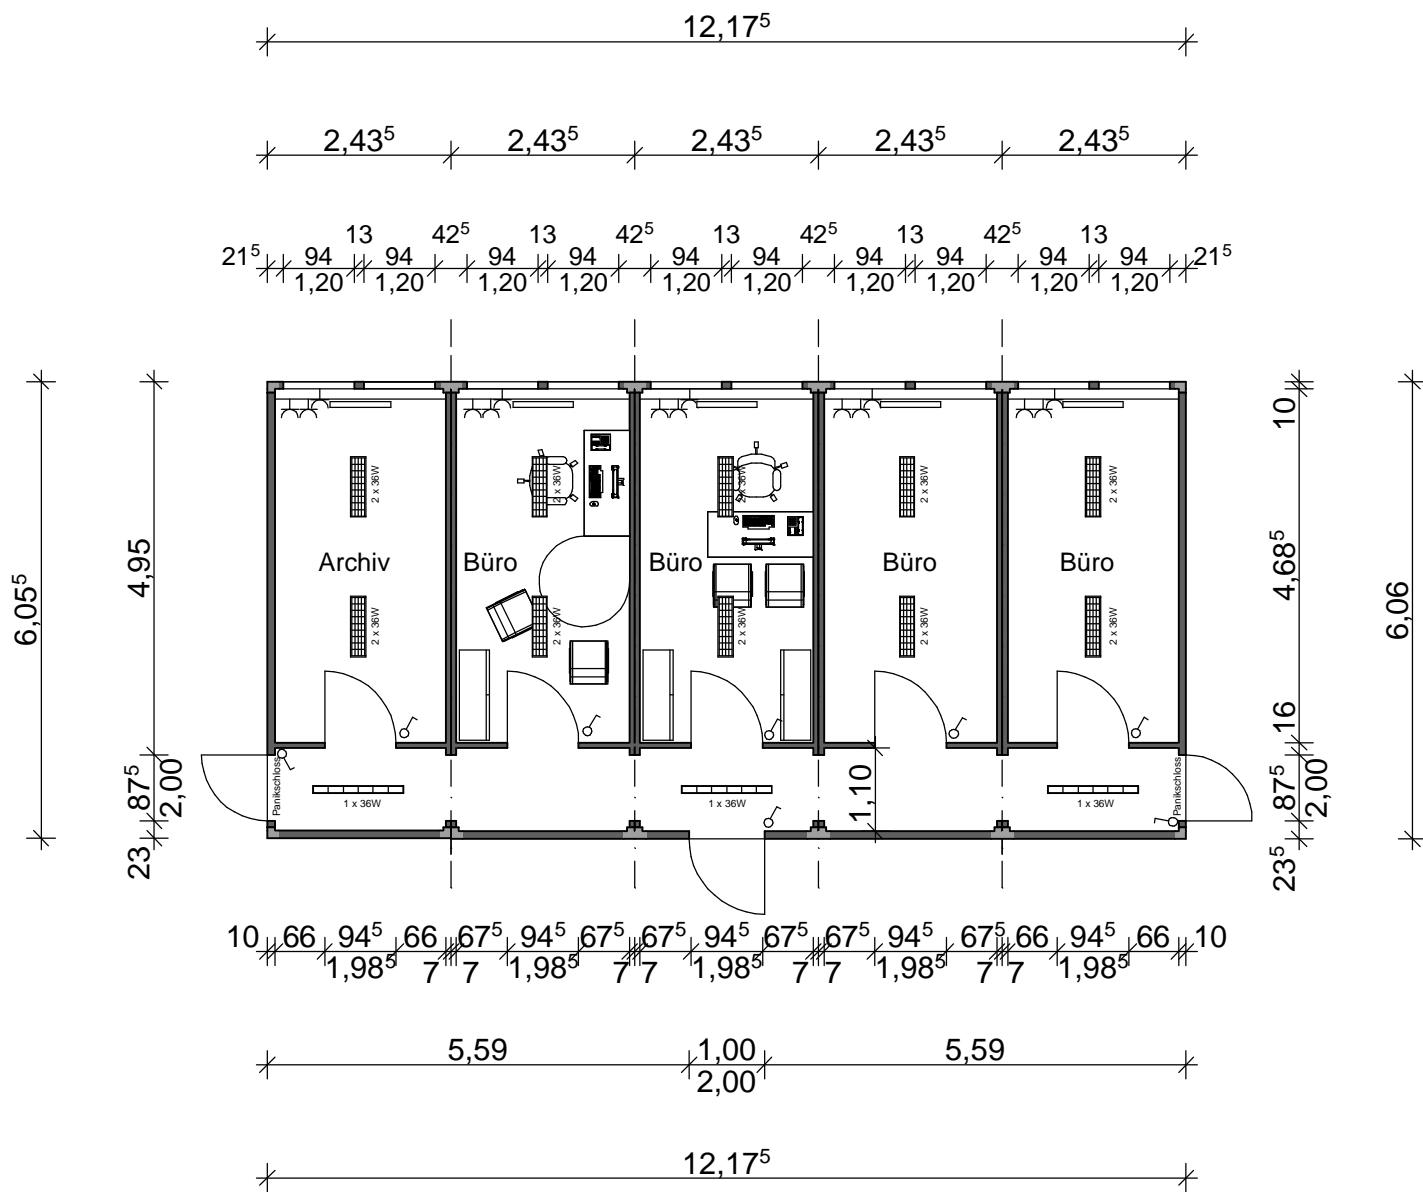 12,17⁵
2,43⁵ 2,43⁵ 2,43⁵ 2,43⁵ 2,43⁵
13 42⁵ 13 42⁵ 13 42⁵ 13 42⁵ 13
21⁵ 94 94 94 94 94 94 94 94 94 94 21⁵
1,20 1,20 1,20 1,20 1,20 1,20 1,20 1,20 1,20 1,20
10
2 x 36W 2 x 36W 2 x 36W 2 x 36W 2 x 36W
6,05⁵ 4,95 Archiv Büro Büro Büro Büro 4,68⁵ 6,06
2 x 36W 2 x 36W 2 x 36W 2 x 36W 2 x 36W
16
87⁵ 2,00 Panikschloss 1,10 Panikschloss 87⁵ 2,00
1 x 36W 1 x 36W 1 x 36W
23 23⁵
10 66 94⁵ 66 67⁵ 94⁵ 67⁵ 67⁵ 94⁵ 67⁵ 67⁵ 94⁵ 67⁵ 66 94⁵ 66 10
1,98⁵ 7 7 1,98⁵ 7 7 1,98⁵ 7 7 1,98⁵ 7 7 1,98⁵
5,59 1,00 5,59
2,00
12,17⁵